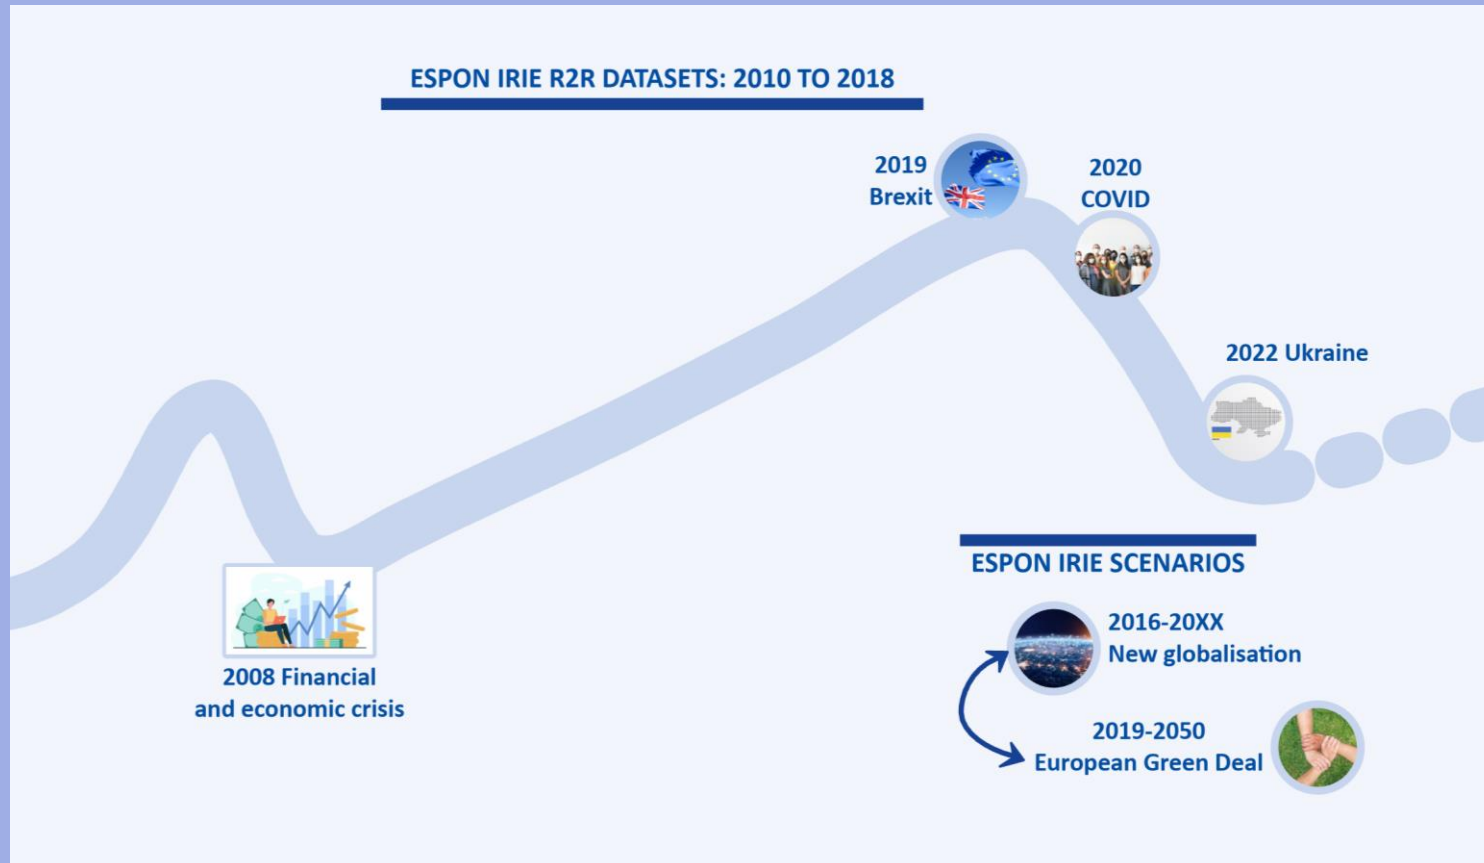 ESPON IRIE R2R DATASETS: 2010 TO 2018
2019
Brexit
2020
COVID
2022 Ukraine
2008 Financial
and economic crisis
ESPON IRIE SCENARIOS
2016-20XX
New globalisation
2019-2050
European Green Deal